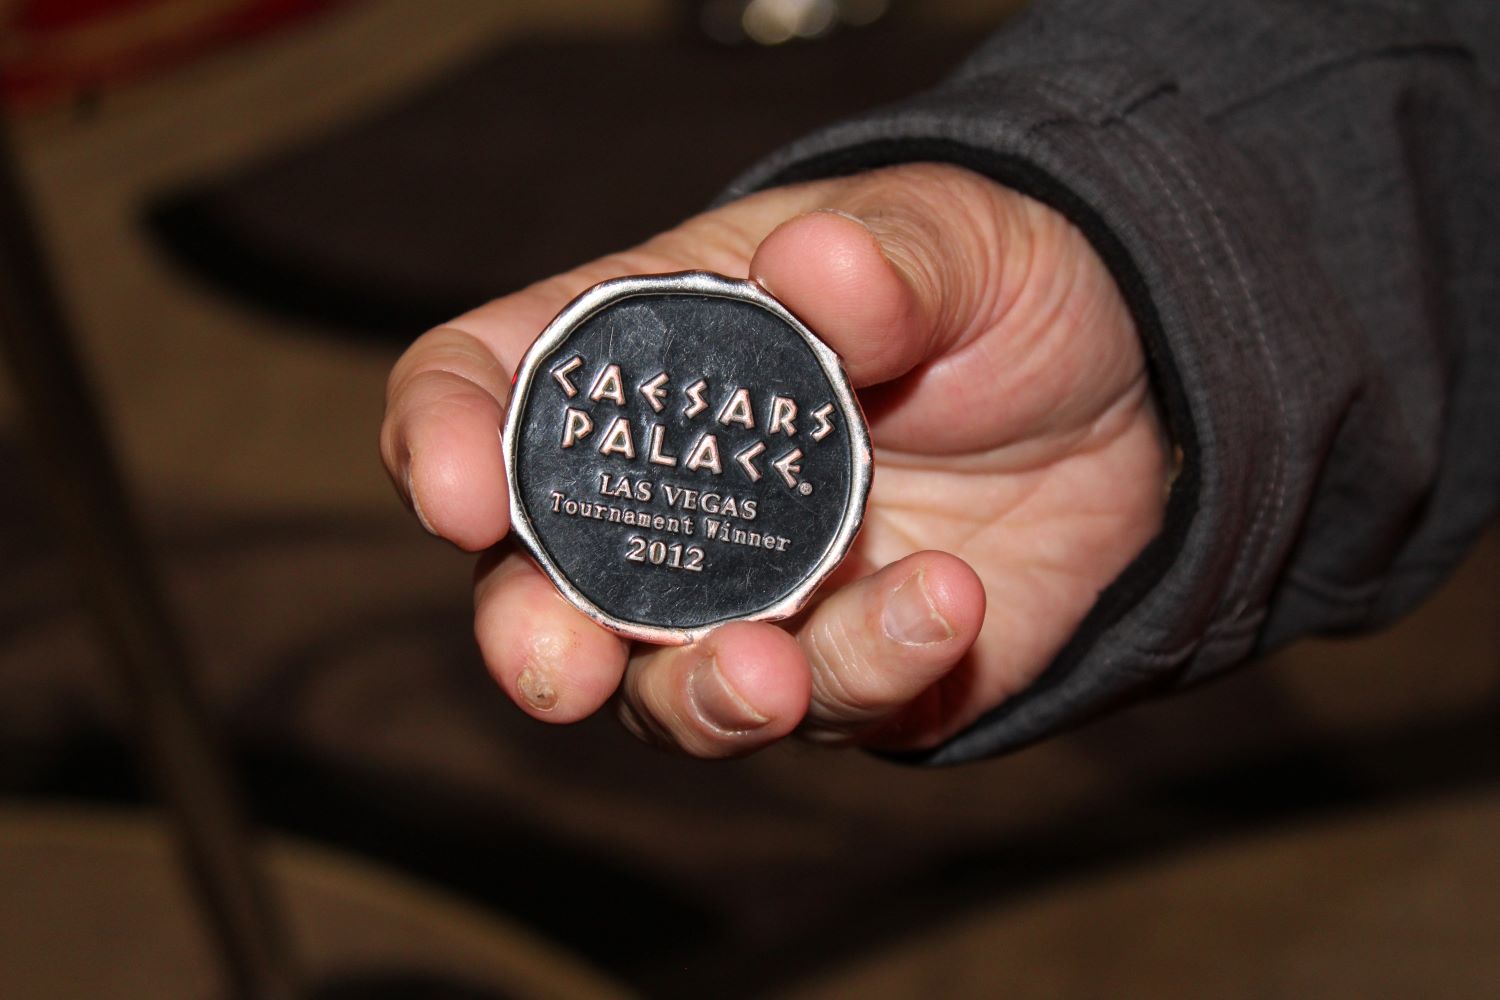 CAESARS
PALACE®
LAS VEGAS
Tournament Winner
2012